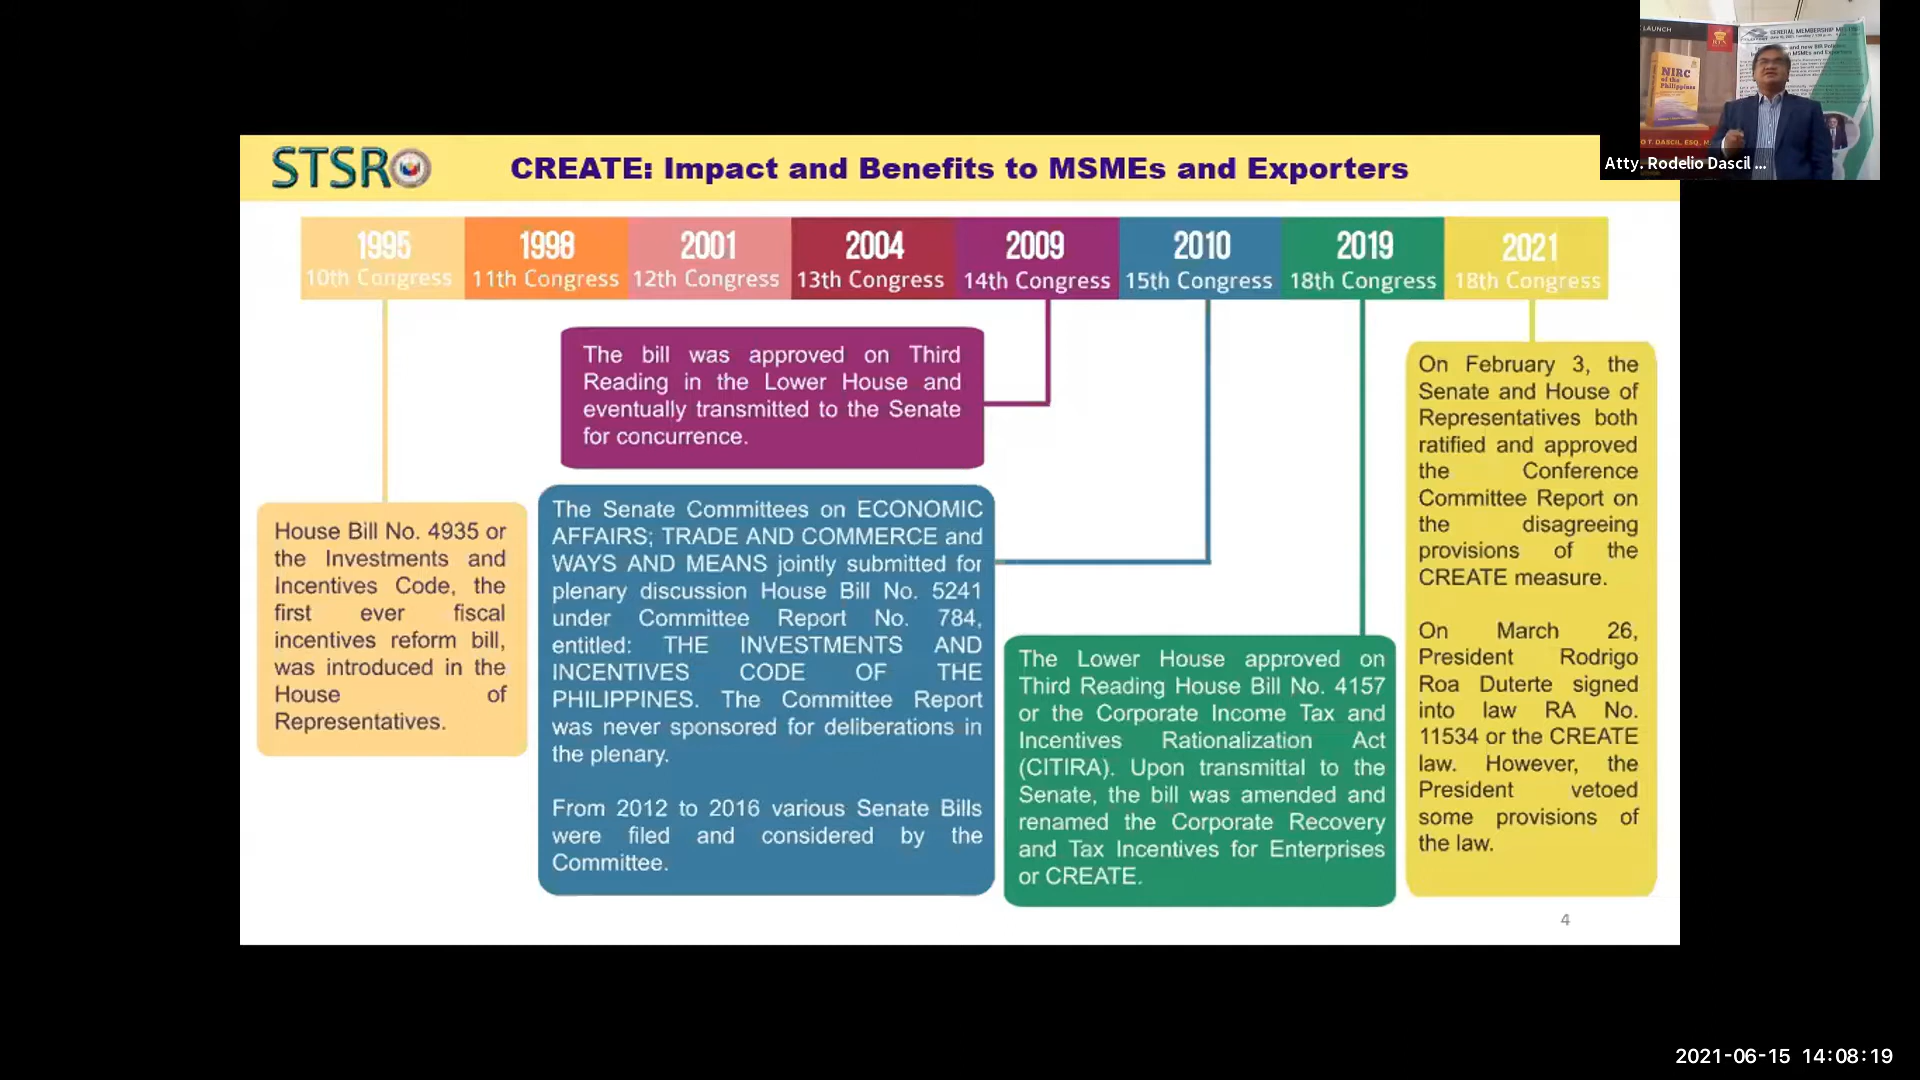 STSRO
CREATE: Impact and Benefits to MSMEs and Exporters
LAUNCH
GENERAL MEMBERSHIP
NIRC
of the
Philippines
Atty. Rodelio Dascil ...
1995
10th Congress
1998
11th Congress
2001
12th Congress
2004
13th Congress
2009
14th Congress
2010
15th Congress
2019
18th Congress
2021
18th Congress
The bill was approved on Third
Reading in the Lower House and
eventually transmitted to the Senate
for concurrence.
House Bill No. 4935 or
the Investments and
Incentives Code, the
first ever fiscal
incentives reform bill,
was introduced in the
House of
Representatives.
The Senate Committees on ECONOMIC
AFFAIRS; TRADE AND COMMERCE and
WAYS AND MEANS jointly submitted for
plenary discussion House Bill No. 5241
under Committee Report No. 784,
entitled: THE INVESTMENTS AND
INCENTIVES CODE OF THE
PHILIPPINES. The Committee Report
was never sponsored for deliberations in
the plenary.
From 2012 to 2016 various Senate Bills
were filed and considered by the
Committee.
The Lower House approved on
Third Reading House Bill No. 4157
or the Corporate Income Tax and
Incentives Rationalization Act
(CITIRA). Upon transmittal to the
Senate, the bill was amended and
renamed the Corporate Recovery
and Tax Incentives for Enterprises
or CREATE.
On February 3, the
Senate and House of
Representatives both
ratified and approved
the Conference
Committee Report on
the disagreeing
provisions of the
CREATE measure.
On March 26,
President Rodrigo
Roa Duterte signed
into law RA No.
11534 or the CREATE
law. However, the
President vetoed
some provisions of
the law.
4
2021-06-15 14:08:19